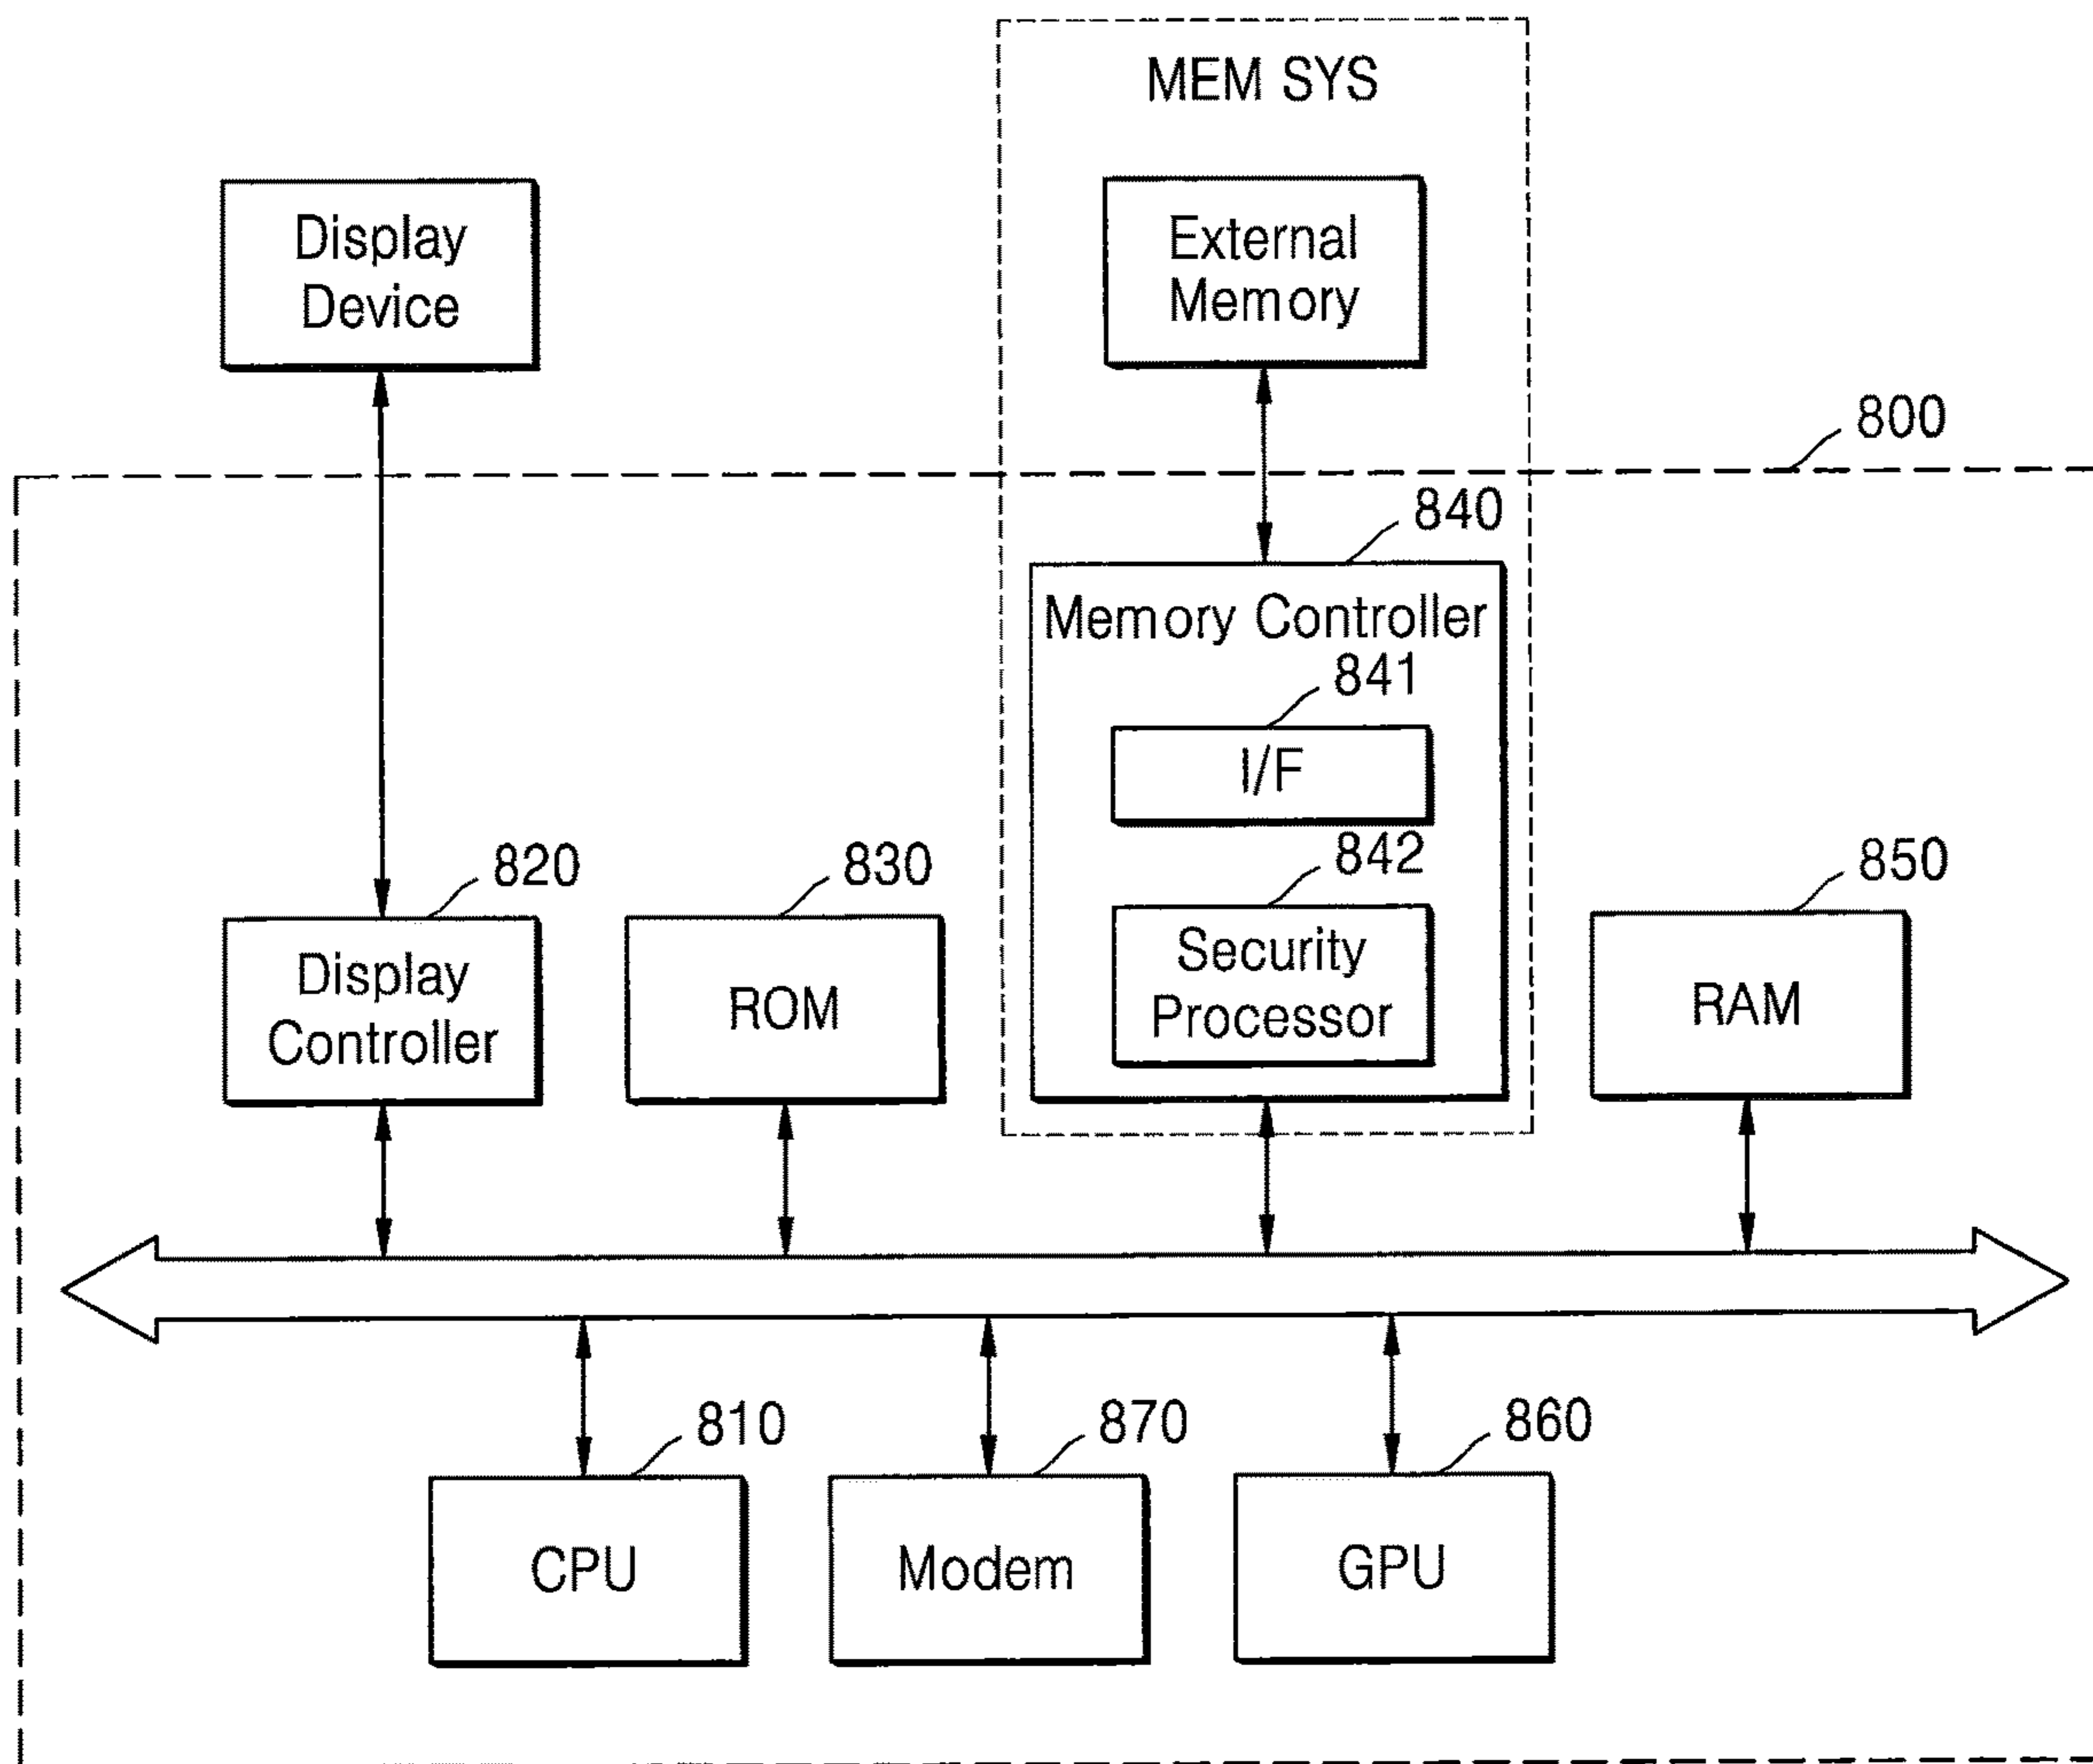 MEM SYS
Display
Device
External
Memory
800
840
Memory Controller
841
I/F
842
Security
Processor
820
Display
Controller
830
ROM
850
RAM
810
CPU
870
Modem
860
GPU